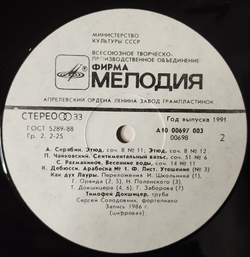 МИНИСТЕРСТВО
КУЛЬТУРЫ СССР
ВСЕСОЮЗНОЕ ТВОРЧЕСКО-
ПРОИЗВОДСТВЕННОЕ ОБЪЕДИНЕНИЕ
ФИРМА
МЕЛОДИЯ
АПРЕЛЕВСКИЙ ОРДЕНА ЛЕНИНА ЗАВОД ГРАМПЛАСТИНОК
СТЕРЕО 33
Год выпуска 1991
ГОСТ 5289-88
Гр. 2. 2-25
А10 00697 003
00698
2
А. Скрябин. Этюд, соч. 8 № 11; Этюд, соч. 8 № 12
П. Чайковский. Сентиментальный вальс, соч. 51 № 6
С. Рахманинов. Весенние воды, соч. 14 № 11
К. Дебюсси. Арабеска № 1. Ф. Лист. Утешение № 3
Как дух Лауры. Переложения И. Школьника (1)
Г. Орвида (2, 5), Н. Полонского (3)
Т. Докшицера (4), Г. Заборова (7)
Тимофей Докшицер, труба
Сергей Солодовник, фортепиано
Запись 1986 г.
(цифровая)